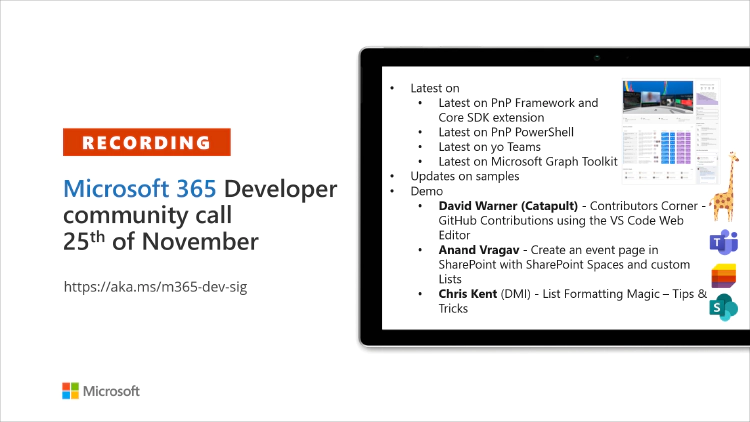 RECORDING
Microsoft 365 Developer
community call
25th of November
https://aka.ms/m365-dev-sig
Microsoft
• Latest on
• Latest on PnP Framework and
Core SDK extension
• Latest on PnP PowerShell
• Latest on yo Teams
• Latest on Microsoft Graph Toolkit
• Updates on samples
• Demo
• David Warner (Catapult) - Contributors Corner -
GitHub Contributions using the VS Code Web
Editor
• Anand Vragav - Create an event page in
SharePoint with SharePoint Spaces and custom
Lists
• Chris Kent (DMI) - List Formatting Magic – Tips &
Tricks